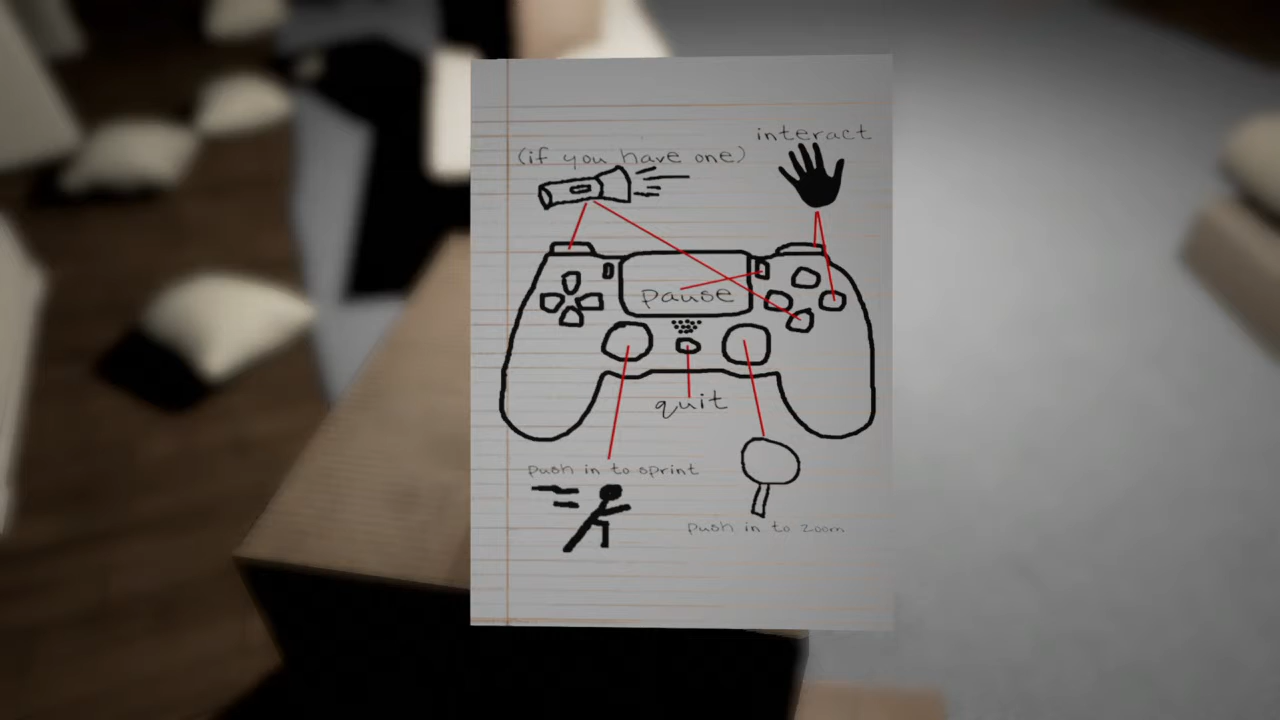 interact
(if you have one)
pause
quit
push in to sprint
push in to zoom